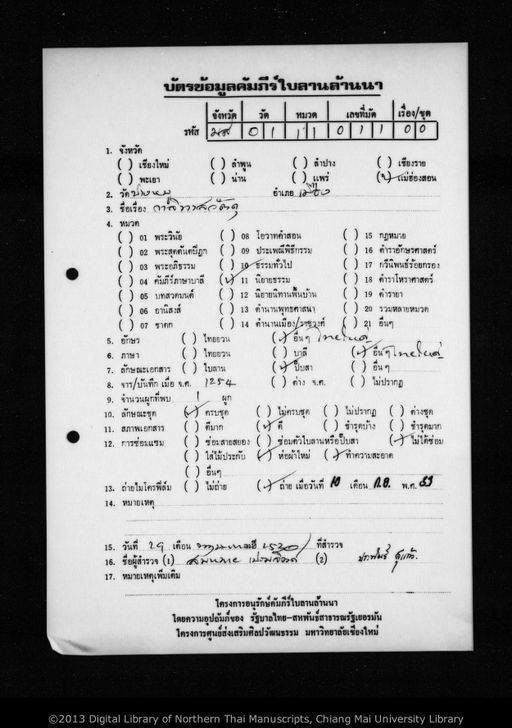 บัตรข้อมูลคัมภีร์ใบลานล้านนา
จังหวัด วัด หมวด เลขที่มัด เรื่อง/ชุด
รหัส มส 0 1 1 1 0 1 1 0 0
1. จังหวัด
( ) เชียงใหม่ ( ) ลำพูน ( ) ลำปาง ( ) เชียงราย
( ) พะเยา ( ) น่าน ( ) แพร่ (✓) แม่ฮ่องสอน
2. วัด อำเภอ เมือง
3. ชื่อเรื่อง
4. หมวด
( ) 01 พระวินัย ( ) 08 โอวาทคำสอน ( ) 15 กฎหมาย
( ) 02 พระสุตตันตปิฎก ( ) 09 ประเพณีพิธีกรรม ( ) 16 ตำราอักษรศาสตร์
( ) 03 พระอภิธรรม ( ) 10 ธรรมทั่วไป ( ) 17 กวีนิพนธ์ร้อยกรอง
( ) 04 คัมภีร์ภาษาบาลี (✓) 11 นิยายธรรม ( ) 18 ตำราโหราศาสตร์
( ) 05 บทสวดมนต์ ( ) 12 นิยายนิทานพื้นบ้าน ( ) 19 ตำรายา
( ) 06 อานิสงส์ ( ) 13 ตำนานพุทธศาสนา ( ) 20 รวมหลายหมวด
( ) 07 ชาดก ( ) 14 ตำนานเมือง/ราชวงศ์ ( ) 21 อื่นๆ
5. อักษร ( ) ไทยยวน (✓) อื่นๆ ไทยใหญ่
6. ภาษา ( ) ไทยยวน ( ) บาลี (✓) อื่นๆ ไทยใหญ่
7. ลักษณะเอกสาร ( ) ใบลาน (✓) พับสา ( ) อื่นๆ
8. จาร/บันทึก เมื่อ จ.ศ. 1254 ( ) ต่าง จ.ศ. ( ) ไม่ปรากฏ
9. จำนวนผูกที่พบ 1 ผูก
10. ลักษณะชุด (✓) ครบชุด ( ) ไม่ครบชุด ( ) ไม่ปรากฏ ( ) ต่างชุด
11. สภาพเอกสาร ( ) ดีมาก (✓) ดี ( ) ชำรุดบ้าง ( ) ชำรุดมาก
12. การซ่อมแซม ( ) ซ่อมสายสยอง ( ) ซ่อมตัวใบลานหรือปั๊บสา (✓) ไม่ได้ซ่อม
( ) ใส่ไม้ประกับ (✓) ห่อผ้าใหม่ (✓) ทำความสะอาด
( ) อื่นๆ
13. ถ่ายไมโครฟิล์ม ( ) ไม่ถ่าย (✓) ถ่าย เมื่อวันที่ 10 เดือน ก.ย. พ.ศ. 33
14. หมายเหตุ
15. วันที่ 29 เดือน ที่สำรวจ
16. ชื่อผู้สำรวจ (1) (2)
17. หมายเหตุเพิ่มเติม
โครงการอนุรักษ์คัมภีร์ใบลานล้านนา
โดยความอุปถัมภ์ของ รัฐบาลไทย-สหพันธ์สาธารณรัฐเยอรมัน
โครงการศูนย์ส่งเสริมศิลปวัฒนธรรม มหาวิทยาลัยเชียงใหม่
©2013 Digital Library of Northern Thai Manuscripts, Chiang Mai University Library